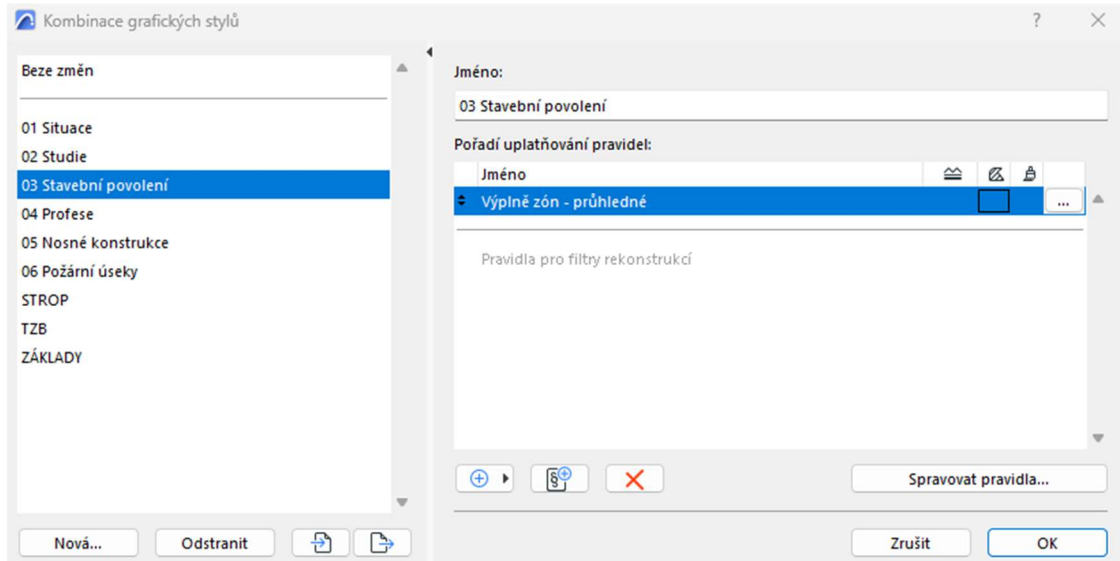 Kombinace grafických stylů
?
Beze změn
01 Situace
02 Studie
03 Stavební povolení
04 Profese
05 Nosné konstrukce
06 Požární úseky
STROP
TZB
ZÁKLADY
Nová...
Odstranit
Jméno:
03 Stavební povolení
Pořadí uplatňování pravidel:
Jméno
Výplně zón - průhledné
...
Pravidla pro filtry rekonstrukcí
§
Spravovat pravidla...
Zrušit
OK